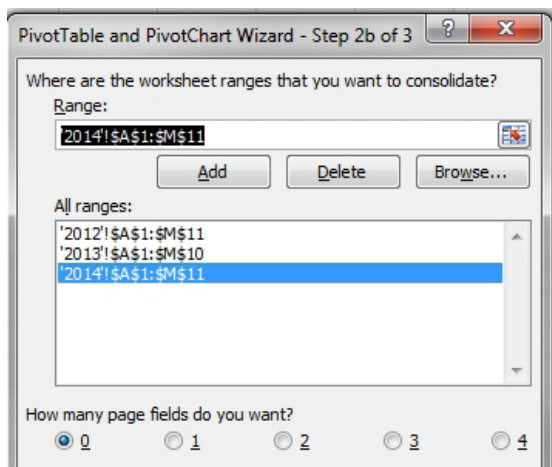 PivotTable and PivotChart Wizard - Step 2b of 3
?
X
Where are the worksheet ranges that you want to consolidate?
Range:
'2014'!$A$1:$M$11
Add Delete Browse...
All ranges:
'2012'!$A$1:$M$11
'2013'!$A$1:$M$10
'2014'!$A$1:$M$11
How many page fields do you want?
0 1 2 3 4